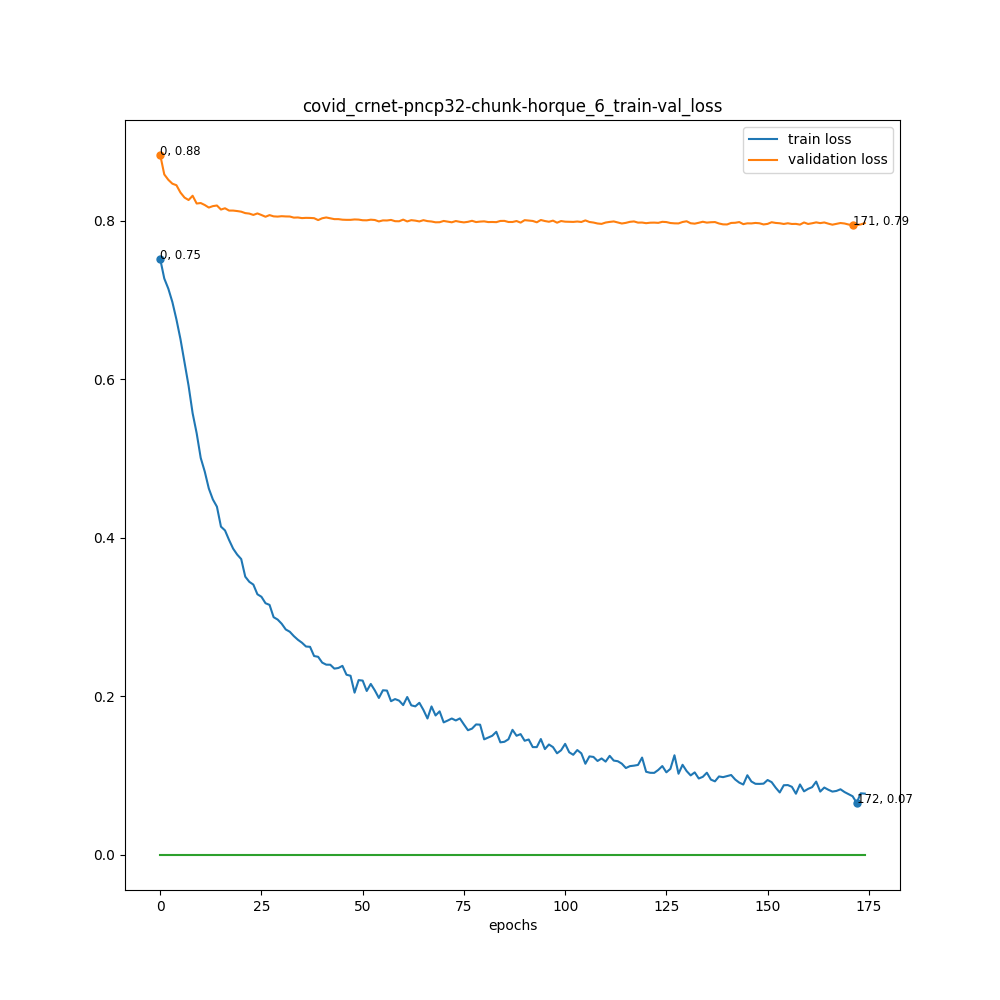 covid_crnet-pncp32-chunk-horque_6_train-val_loss
train loss
validation loss
0, 0.88
171, 0.79
0, 0.75
172, 0.07
0.8
0.6
0.4
0.2
0.0
0 25 50 75 100 125 150 175
epochs